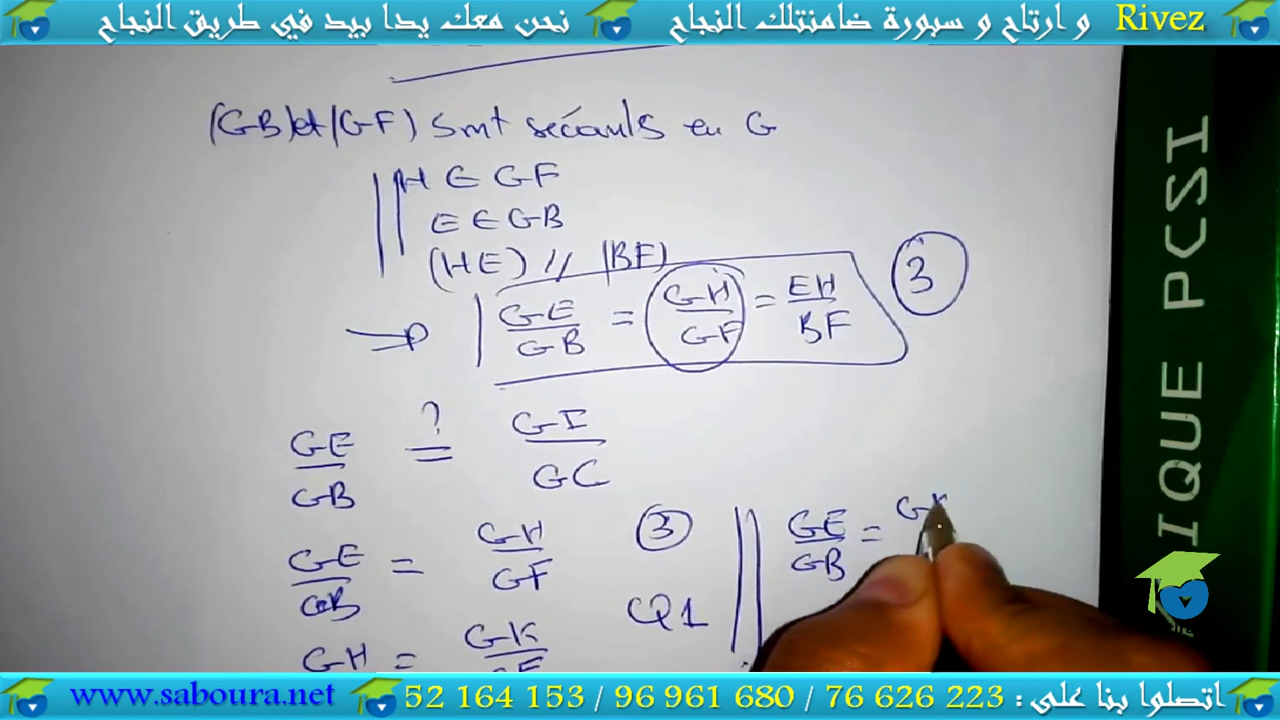 نحن معك يدا بيد في طريق النجاح و ارتاح و سبورة ضامنتلك النجاح Rivez
(GB) et (GF) sont sécants en G
H ∈ GF
E ∈ GB
(HE) // (BF)
→ GE/GB = GH/GF = EH/BF
3
GE/GB =? GI/GC
GE/GB = GH/GF
3
Q1
GE/GB = G
GH = GK
IQUE PCSI
www.saboura.net 52 164 153 / 96 961 680 / 76 626 223 : اتصلوا بنا على